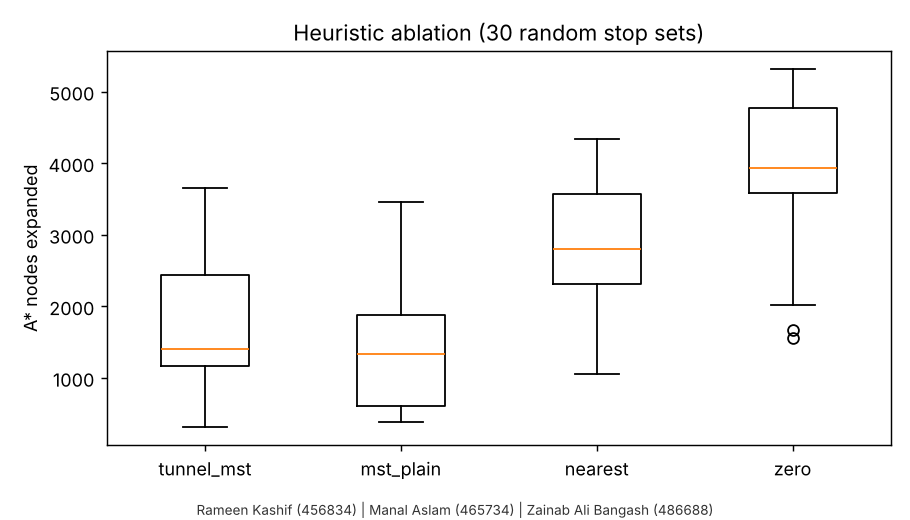 Heuristic ablation (30 random stop sets)
A* nodes expanded
5000
4000
3000
2000
1000
tunnel_mst
mst_plain
nearest
zero
Rameen Kashif (456834) | Manal Aslam (465734) | Zainab Ali Bangash (486688)